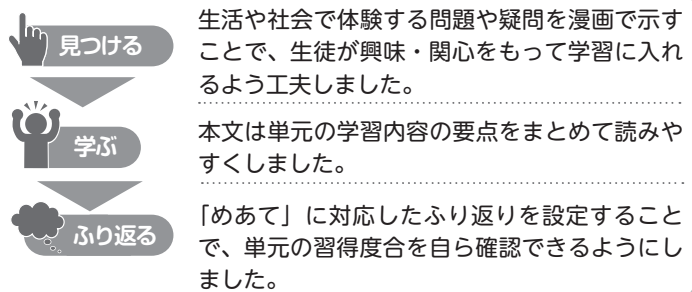 見つける
生活や社会で体験する問題や疑問を漫画で示す
ことで、生徒が興味・関心をもって学習に入れ
るよう工夫しました。
学ぶ
本文は単元の学習内容の要点をまとめて読みや
すくしました。
ふり返る
「めあて」に対応したふり返りを設定すること
で、単元の習得度合を自ら確認できるようにし
ました。